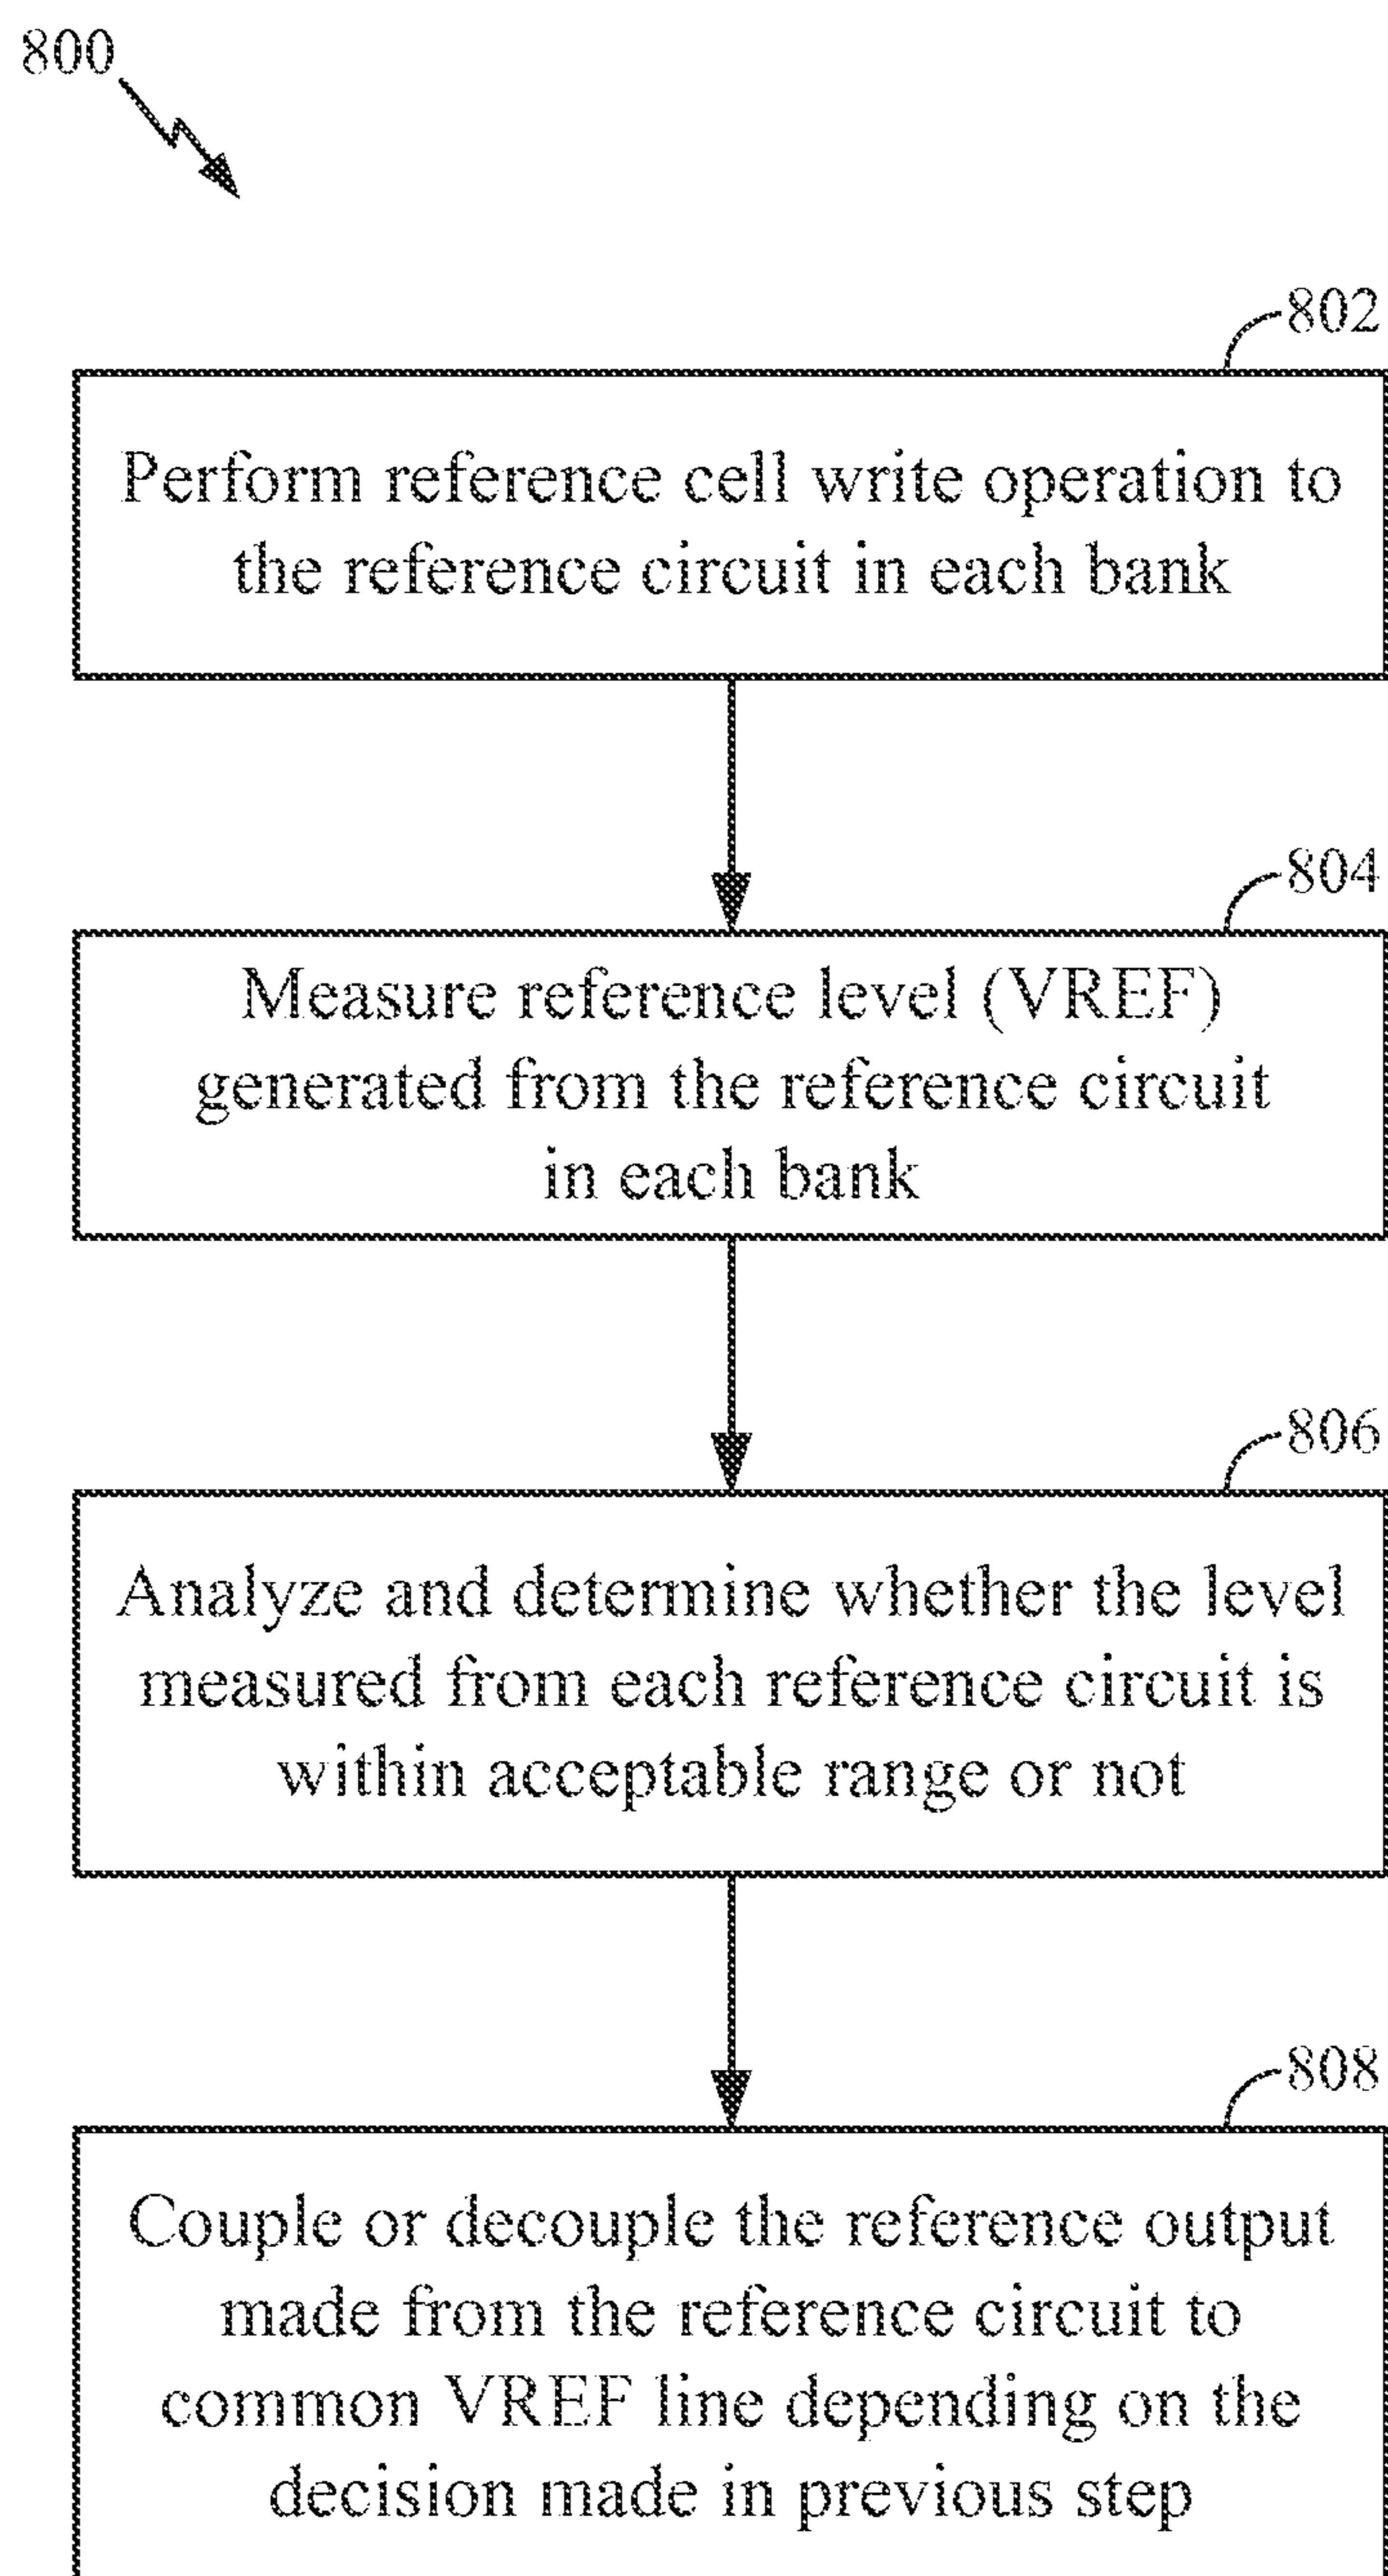 800
802
Perform reference cell write operation to
the reference circuit in each bank
804
Measure reference level (VREF)
generated from the reference circuit
in each bank
806
Analyze and determine whether the level
measured from each reference circuit is
within acceptable range or not
808
Couple or decouple the reference output
made from the reference circuit to
common VREF line depending on the
decision made in previous step